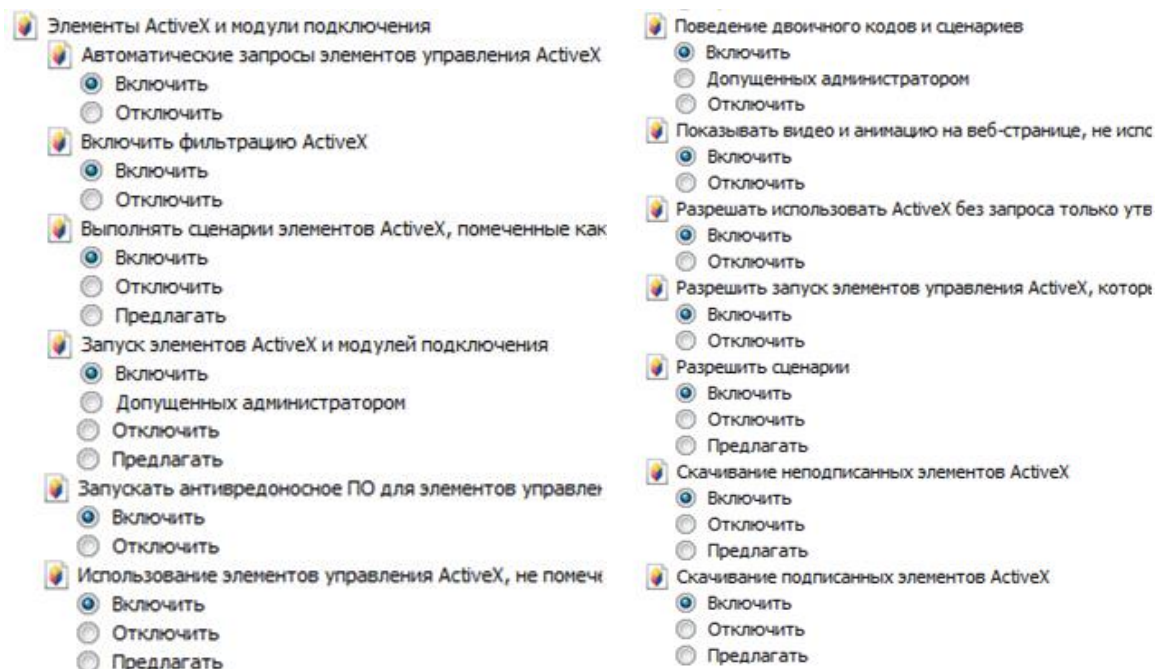 Элементы ActiveX и модули подключения
Автоматические запросы элементов управления ActiveX
Включить
Отключить
Включить фильтрацию ActiveX
Включить
Отключить
Выполнять сценарии элементов ActiveX, помеченные как
Включить
Отключить
Предлагать
Запуск элементов ActiveX и модулей подключения
Включить
Допущенных администратором
Отключить
Предлагать
Запускать антивредоносное ПО для элементов управлен
Включить
Отключить
Использование элементов управления ActiveX, не помече
Включить
Отключить
Предлагать
Поведение двоичного кодов и сценариев
Включить
Допущенных администратором
Отключить
Показывать видео и анимацию на веб-странице, не испо
Включить
Отключить
Разрешать использовать ActiveX без запроса только утв
Включить
Отключить
Разрешить запуск элементов управления ActiveX, которы
Включить
Отключить
Разрешить сценарии
Включить
Отключить
Предлагать
Скачивание неподписанных элементов ActiveX
Включить
Отключить
Предлагать
Скачивание подписанных элементов ActiveX
Включить
Отключить
Предлагать